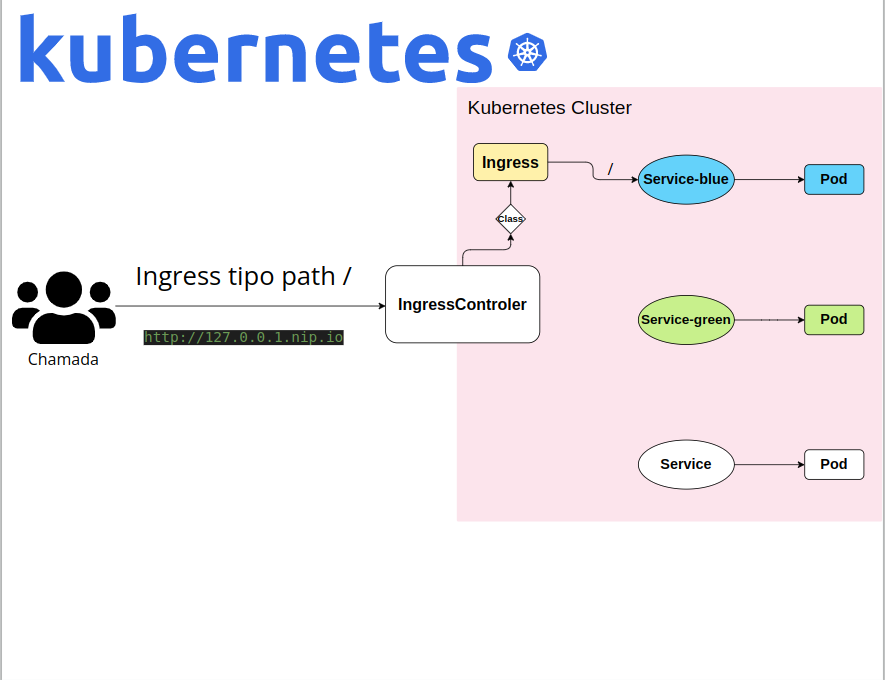 kubernetes
Kubernetes Cluster
Ingress
/
Service-blue
Pod
Class
Ingress tipo path /
IngressControler
http://127.0.0.1.nip.io
Chamada
Service-green
Pod
Service
Pod